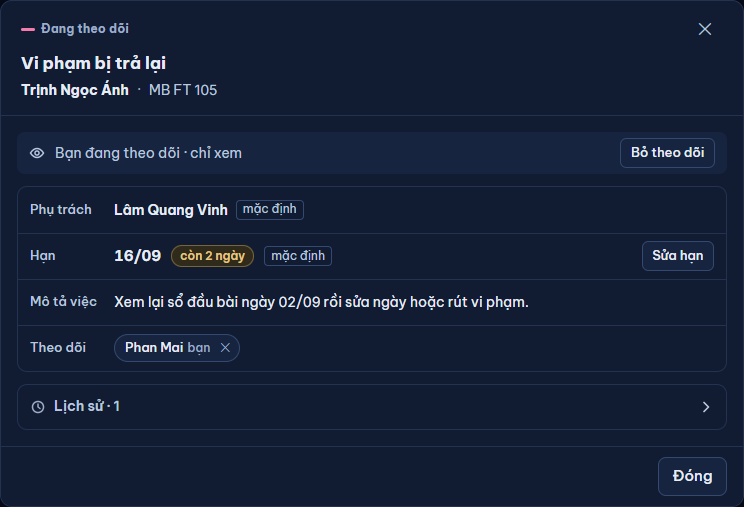 Đang theo dõi
Vi phạm bị trả lại
Trịnh Ngọc Ánh · MB FT 105
Bạn đang theo dõi · chỉ xem
Bỏ theo dõi
Phụ trách Lâm Quang Vinh mặc định
Hạn 16/09 còn 2 ngày mặc định Sửa hạn
Mô tả việc Xem lại sổ đầu bài ngày 02/09 rồi sửa ngày hoặc rút vi phạm.
Theo dõi Phan Mai bạn
Lịch sử · 1
Đóng